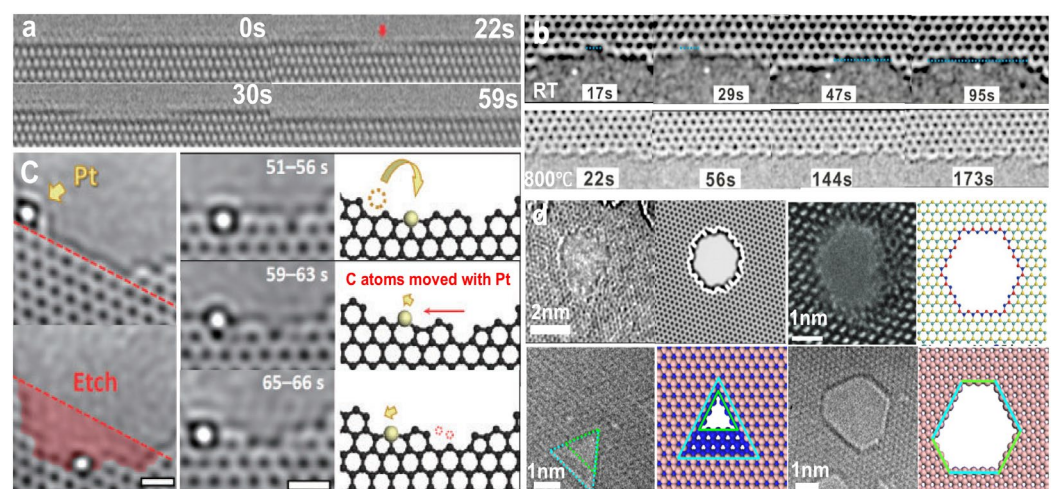 a
0s
22s
30s
59s
b
17s
29s
47s
95s
RT
22s
56s
144s
173s
800℃
C
Pt
Etch
51–56 s
59–63 s
C atoms moved with Pt
65–66 s
d
2nm
1nm
1nm
1nm